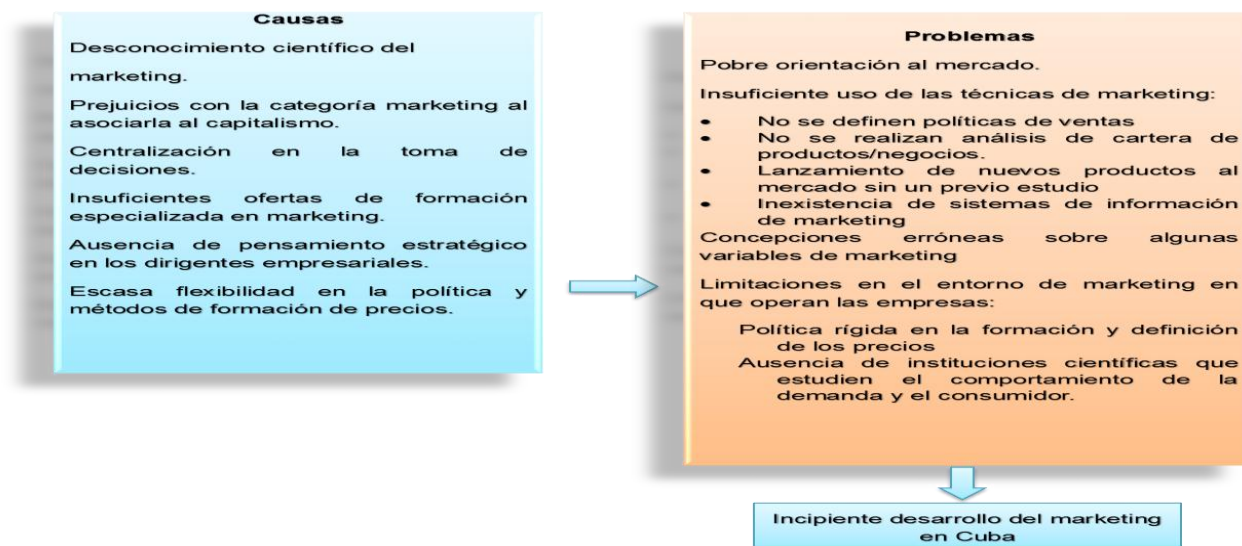 Causas
Desconocimiento científico del
marketing.
Prejuicios con la categoría marketing al
asociarla al capitalismo.
Centralización en la toma de
decisiones.
Insuficientes ofertas de formación
especializada en marketing.
Ausencia de pensamiento estratégico
en los dirigentes empresariales.
Escasa flexibilidad en la política y
métodos de formación de precios.
Problemas
Pobre orientación al mercado.
Insuficiente uso de las técnicas de marketing:
• No se definen políticas de ventas
• No se realizan análisis de cartera de
productos/negocios.
• Lanzamiento de nuevos productos al
mercado sin un previo estudio
• Inexistencia de sistemas de información
de marketing
Concepciones erróneas sobre algunas
variables de marketing
Limitaciones en el entorno de marketing en
que operan las empresas:
Política rígida en la formación y definición
de los precios
Ausencia de instituciones científicas que
estudien el comportamiento de la
demanda y el consumidor.
Incipiente desarrollo del marketing
en Cuba